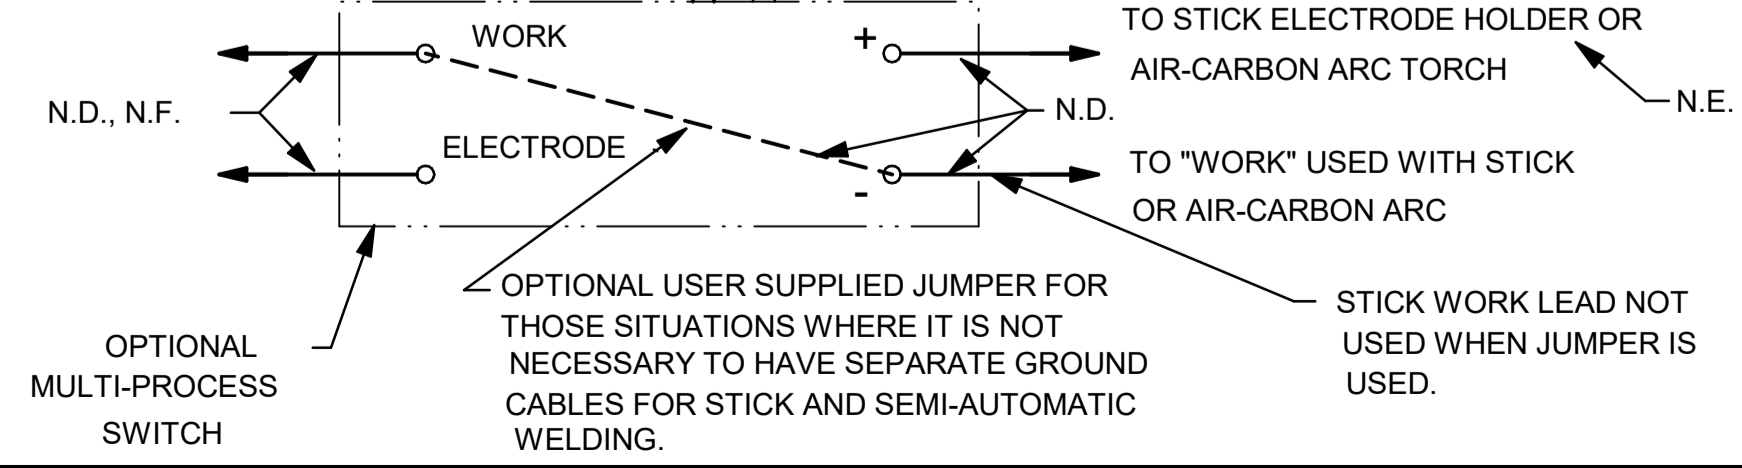 WORK
+
TO STICK ELECTRODE HOLDER OR
AIR-CARBON ARC TORCH
N.D., N.F.
N.D.
N.E.
ELECTRODE
-
TO "WORK" USED WITH STICK
OR AIR-CARBON ARC
OPTIONAL
MULTI-PROCESS
SWITCH
OPTIONAL USER SUPPLIED JUMPER FOR
THOSE SITUATIONS WHERE IT IS NOT
NECESSARY TO HAVE SEPARATE GROUND
CABLES FOR STICK AND SEMI-AUTOMATIC
WELDING.
STICK WORK LEAD NOT
USED WHEN JUMPER IS
USED.